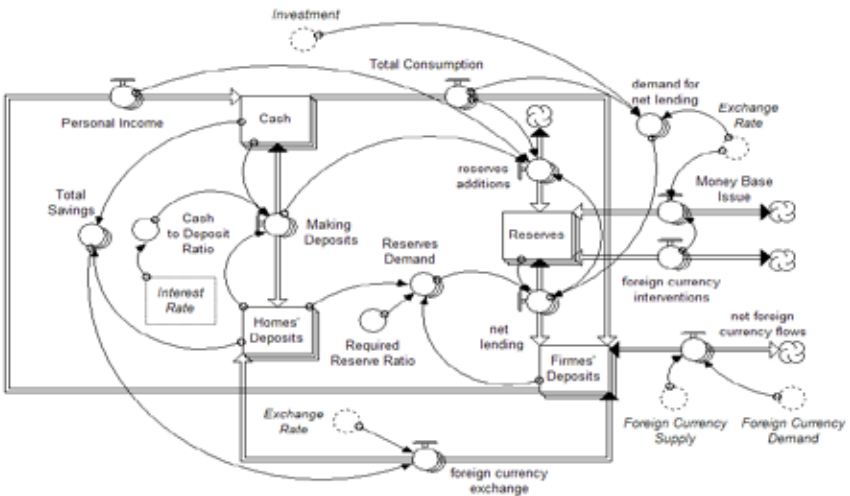 Investment
Total Consumption
demand for
net lending
Exchange
Rate
Personal Income
Cash
reserves
additions
Money Base
Issue
Total
Savings
Cash
to Deposit
Ratio
Making
Deposits
Reserves
Demand
Reserves
Interest
Rate
foreign currency
interventions
Homes'
Deposits
Required
Reserve Ratio
net
lending
net foreign
currency flows
Firmes'
Deposits
Exchange
Rate
Foreign Currency
Supply
Foreign Currency
Demand
foreign currency
exchange